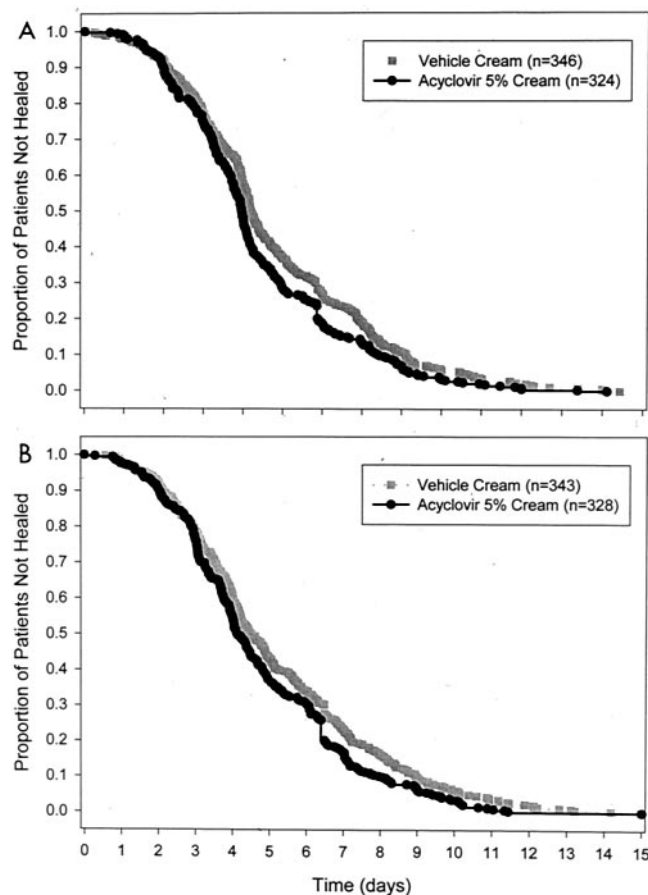 A
Proportion of Patients Not Healed
1.0
0.9
0.8
0.7
0.6
0.5
0.4
0.3
0.2
0.1
0.0
Vehicle Cream (n=346)
Acyclovir 5% Cream (n=324)
B
Proportion of Patients Not Healed
1.0
0.9
0.8
0.7
0.6
0.5
0.4
0.3
0.2
0.1
0.0
Vehicle Cream (n=343)
Acyclovir 5% Cream (n=328)
0 1 2 3 4 5 6 7 8 9 10 11 12 13 14 15
Time (days)